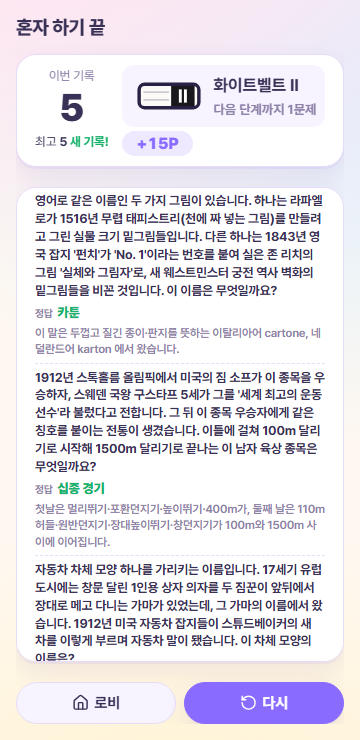 혼자 하기 끝
이번 기록
5
최고 5 새 기록!
화이트벨트 II
다음 단계까지 1문제
+15P
영어로 같은 이름인 두 가지 그림이 있습니다. 하나는 라파엘
로가 1516년 무렵 태피스트리(천에 짜 넣는 그림)를 만들려
고 그린 실물 크기 밑그림들입니다. 다른 하나는 1843년 영
국 잡지 '펀치'가 'No. 1'이라는 번호를 붙여 실은 존 리치의
그림 '실체와 그림자'로, 새 웨스트민스터 궁전 역사 벽화의
밑그림들을 비꼰 것입니다. 이 이름은 무엇일까요?
정답 카툰
이 말은 두껍고 질긴 종이·판지를 뜻하는 이탈리아어 cartone, 네
덜란드어 karton 에서 왔습니다.
1912년 스톡홀름 올림픽에서 미국의 짐 소프가 이 종목을 우
승하자, 스웨덴 국왕 구스타프 5세가 그를 '세계 최고의 운동
선수'라 불렀다고 전합니다. 그 뒤 이 종목 우승자에게 같은
칭호를 붙이는 전통이 생겼습니다. 이틀에 걸쳐 100m 달리
기로 시작해 1500m 달리기로 끝나는 이 남자 육상 종목은
무엇일까요?
정답 십종 경기
첫날은 멀리뛰기·포환던지기·높이뛰기·400m가, 둘째 날은 110m
허들·원반던지기·장대높이뛰기·창던지기가 100m와 1500m 사
이에 이어집니다.
자동차 차체 모양 하나를 가리키는 이름입니다. 17세기 유럽
도시에는 창문 달린 1인용 상자 의자를 두 짐꾼이 앞뒤에서
장대로 메고 다니는 가마가 있었는데, 그 가마의 이름에서 왔
습니다. 1912년 미국 자동차 잡지들이 스튜드베이커의 새
차를 이렇게 부르며 자동차 말이 됐습니다. 이 차체 모양의
이름은?
로비
다시